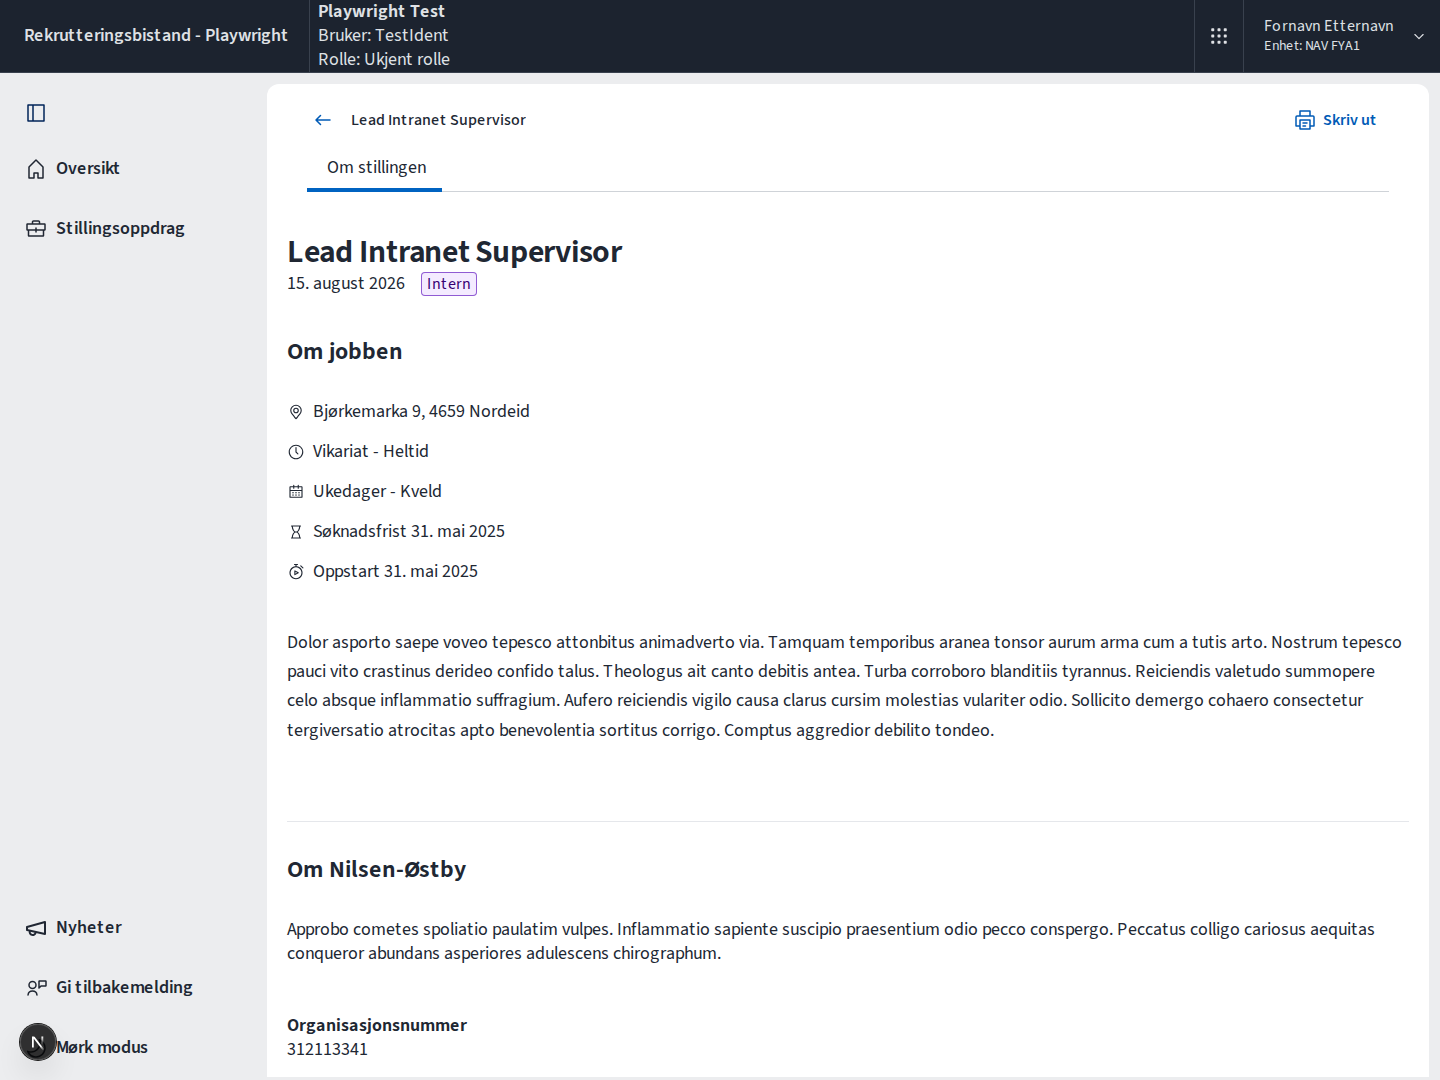 Rekrutteringsbistand - Playwright
Playwright Test
Bruker: TestIdent
Rolle: Ukjent rolle
Fornavn Etternavn
Enhet: NAV FYA1
Oversikt
Stillingsoppdrag
Nyheter
Gi tilbakemelding
N
Mørk modus
Lead Intranet Supervisor
Skriv ut
Om stillingen
Lead Intranet Supervisor
15. august 2026 Intern
Om jobben
Bjørkemarka 9, 4659 Nordeid
Vikariat - Heltid
Ukedager - Kveld
Søknadsfrist 31. mai 2025
Oppstart 31. mai 2025
Dolor asporto saepe voveo tepesco attonbitus animadverto via. Tamquam temporibus aranea tonsor aurum arma cum a tutis arto. Nostrum tepesco
pauci vito crastinus derideo confido talus. Theologus ait canto debitis antea. Turba corroboro blanditiis tyrannus. Reiciendis valetudo summopere
celo absque inflammatio suffragium. Aufero reiciendis vigilo causa clarus cursim molestias vulariter odio. Sollicito demergo cohaero consectetur
tergiversatio atrocitas apto benevolentia sortitus corrigo. Comptus aggredior debilito tondeo.
Om Nilsen-Østby
Approbo cometes spoliatio paulatim vulpes. Inflammatio sapiente suscipio praesentium odio pecco conspergo. Peccatus colligo cariosus aequitas
conqueror abundans asperiores adulescens chirographum.
Organisasjonsnummer
312113341